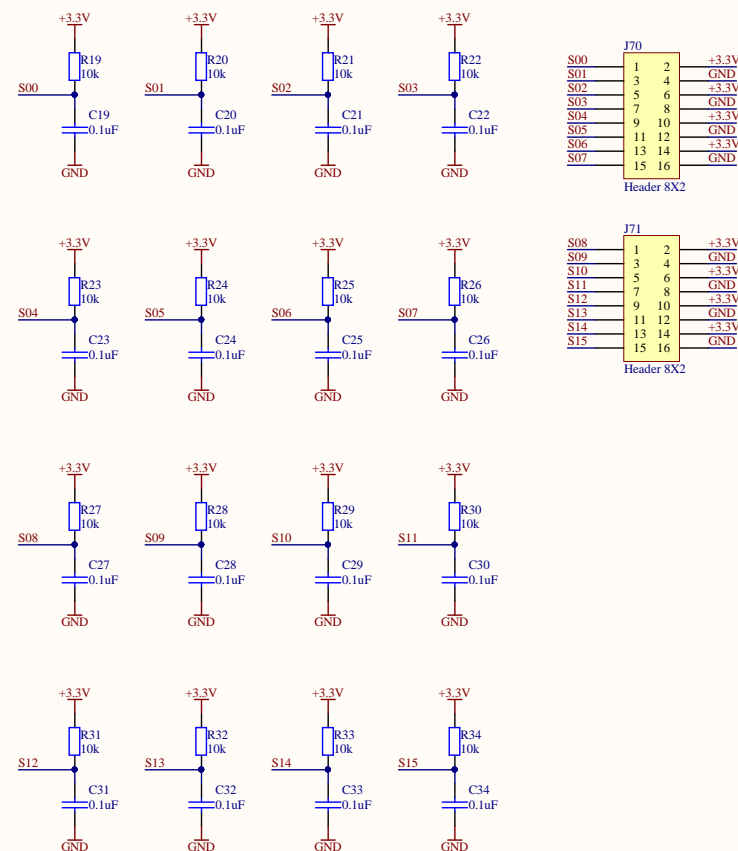 +3.3V +3.3V +3.3V +3.3V
R19 R20 R21 R22
10k 10k 10k 10k
S00 S01 S02 S03
C19 C20 C21 C22
0.1uF 0.1uF 0.1uF 0.1uF
GND GND GND GND
J70
S00 1 2 +3.3V
S01 3 4 GND
S02 5 6 +3.3V
S03 7 8 GND
S04 9 10 +3.3V
S05 11 12 GND
S06 13 14 +3.3V
S07 15 16 GND
Header 8X2
+3.3V +3.3V +3.3V +3.3V
R23 R24 R25 R26
10k 10k 10k 10k
S04 S05 S06 S07
C23 C24 C25 C26
0.1uF 0.1uF 0.1uF 0.1uF
GND GND GND GND
J71
S08 1 2 +3.3V
S09 3 4 GND
S10 5 6 +3.3V
S11 7 8 GND
S12 9 10 +3.3V
S13 11 12 GND
S14 13 14 +3.3V
S15 15 16 GND
Header 8X2
+3.3V +3.3V +3.3V +3.3V
R27 R28 R29 R30
10k 10k 10k 10k
S08 S09 S10 S11
C27 C28 C29 C30
0.1uF 0.1uF 0.1uF 0.1uF
GND GND GND GND
+3.3V +3.3V +3.3V +3.3V
R31 R32 R33 R34
10k 10k 10k 10k
S12 S13 S14 S15
C31 C32 C33 C34
0.1uF 0.1uF 0.1uF 0.1uF
GND GND GND GND